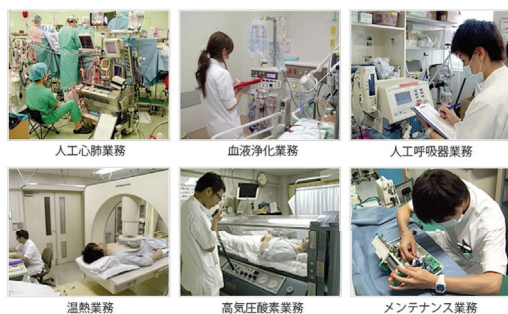 人工心肺業務
血液浄化業務
人工呼吸器業務
温熱業務
高気圧酸素業務
メンテナンス業務